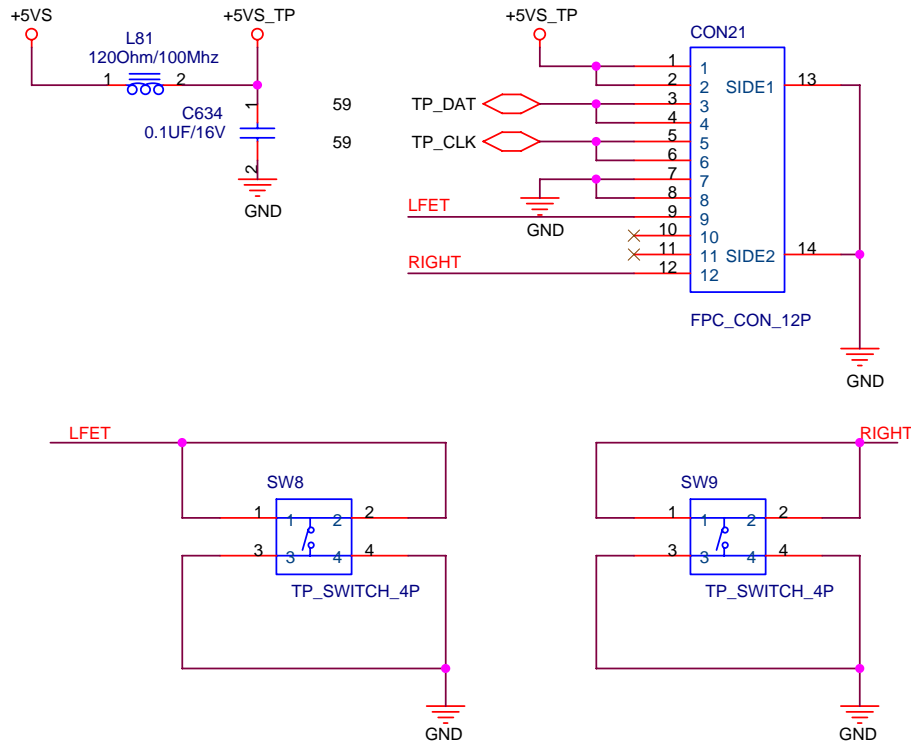 +5VS
+5VS_TP
L81
120Ohm/100Mhz
1
2
1
C634
0.1UF/16V
2
GND
+5VS_TP
CON21
59
TP_DAT
59
TP_CLK
1
2
3
4
5
6
7
8
9
10
11
12
1
2
3
4
5
6
7
8
9
10
11
12
SIDE1
13
SIDE2
14
GND
LFET
RIGHT
FPC_CON_12P
GND
LFET
SW8
1
1
2
2
3
3
4
4
TP_SWITCH_4P
GND
RIGHT
SW9
1
1
2
2
3
3
4
4
TP_SWITCH_4P
GND